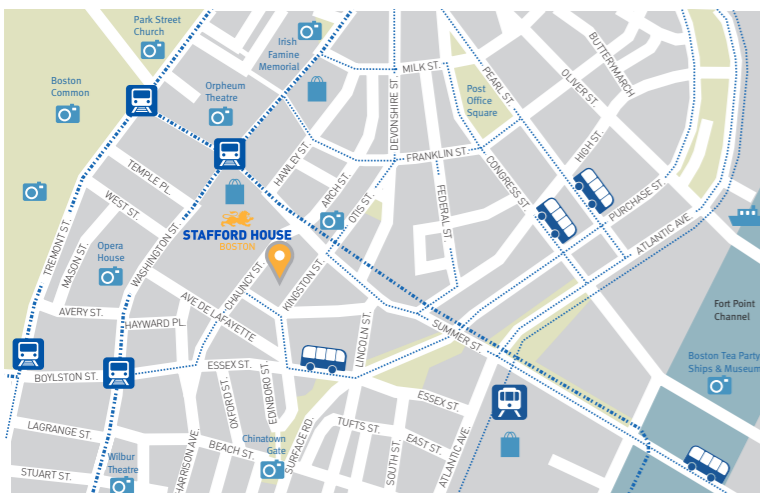 Park Street
Church
Irish
Famine
Memorial
BUTTERYMARCH
MILK ST.
PEARL ST.
OLIVER ST.
Boston
Common
Orpheum
Theatre
DEVONSHIRE ST.
Post
Office
Square
HIGH ST.
HAWLEY ST.
FRANKLIN ST.
CONGRESS ST.
TEMPLE PL.
ARCH ST.
OTIS ST.
FEDERAL ST.
PURCHASE ST.
WEST ST.
STAFFORD HOUSE
BOSTON
ATLANTIC AVE.
TREMONT ST.
MASON ST.
Opera
House
WASHINGTON ST.
CHAUNCY ST.
KINGSTON ST.
Fort Point
Channel
AVERY ST.
HAYWARD PL.
AVE DE LAFAYETTE
LINCOLN ST.
SUMMER ST.
Boston Tea Party
Ships & Museum
BOYLSTON ST.
ESSEX ST.
OXFORD ST.
EDINBORO ST.
ESSEX ST.
LAGRANGE ST.
HARRISON AVE.
BEACH ST.
Chinatown
Gate
SURFACE RD.
TUFTS ST.
SOUTH ST.
EAST ST.
ATLANTIC AVE.
Wilbur
Theatre
STUART ST.